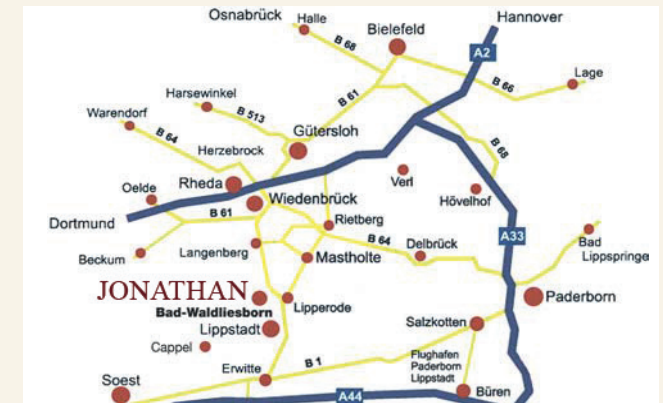 Osnabrück
Halle
Hannover
Bielefeld
B 68
A2
Lage
B 66
Harsewinkel
B 61
B 513
Warendorf
B 64
Gütersloh
Herzebrock
B 68
Verl
Rheda
Oelde
Wiedenbrück
Hövelhof
B 61
Rietberg
Dortmund
A33
B 64
Delbrück
Bad
Lippspringe
Langenberg
Beckum
Mastholte
JONATHAN
Lipperode
Paderborn
Bad-Waldliesborn
Lippstadt
Salzkotten
Cappel
Flughafen
Paderborn
Lippstadt
B 1
Erwitte
Soest
Büren
A44